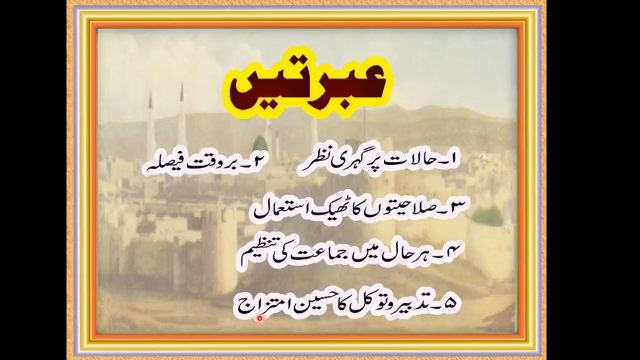 عبرتیں
۱۔حالات پر گہری نظر ۲۔بروقت فیصلہ
۳۔صلاحیتوں کا ٹھیک استعمال
۴۔ہر حال میں جماعت کی تنظیم
۵۔تدبیر و توکل کا حسین امتزاج